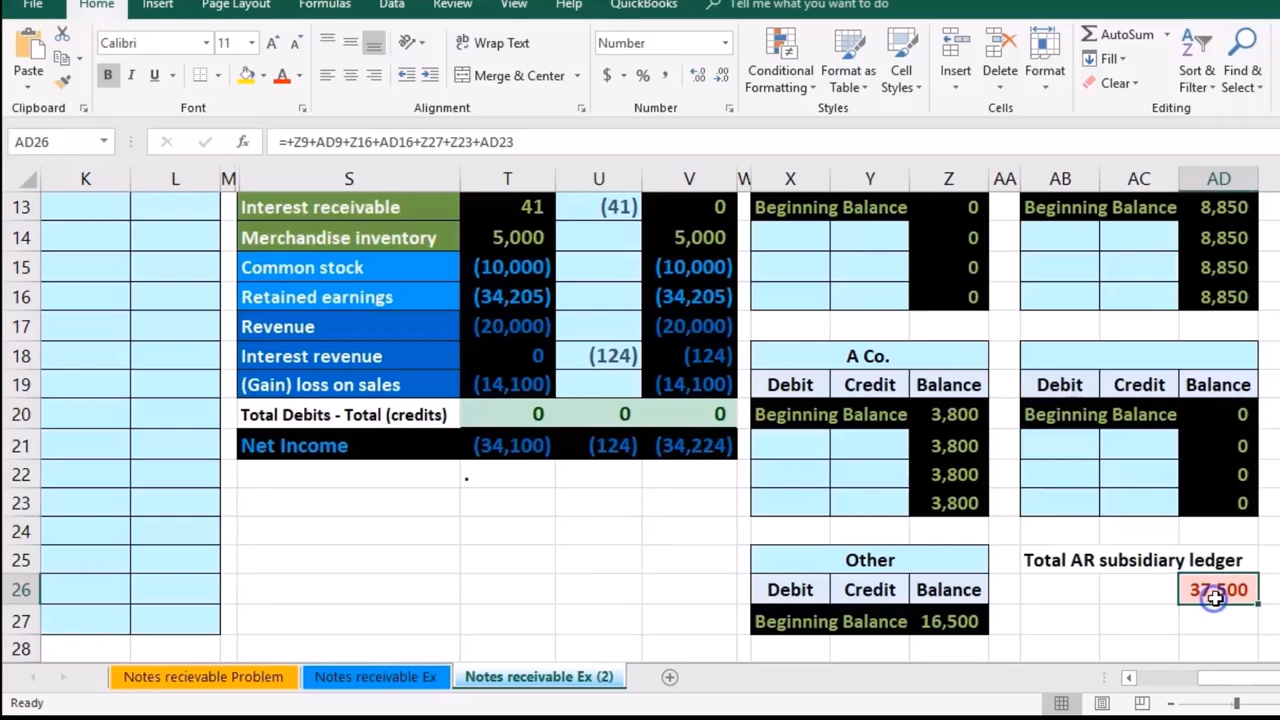 File Home Insert Page Layout Formulas Data Review View Help QuickBooks Tell me what you want to do
Calibri 11 A A Wrap Text Number
Paste B I U A Merge & Center $ % , Conditional Formatting Format as Table Cell Styles Insert Delete Format AutoSum Fill Clear Sort & Filter Find & Select
Clipboard Font Alignment Number Styles Cells Editing
AD26 fx =+Z9+AD9+Z16+AD16+Z27+Z23+AD23
K L M S T U V W X Y Z AA AB AC AD
13 Interest receivable 41 (41) 0 Beginning Balance 0 Beginning Balance 8,850
14 Merchandise inventory 5,000 5,000 0 8,850
15 Common stock (10,000) (10,000) 0 8,850
16 Retained earnings (34,205) (34,205) 0 8,850
17 Revenue (20,000) (20,000)
18 Interest revenue 0 (124) (124) A Co.
19 (Gain) loss on sales (14,100) (14,100) Debit Credit Balance Debit Credit Balance
20 Total Debits - Total (credits) 0 0 0 Beginning Balance 3,800 Beginning Balance 0
21 Net Income (34,100) (124) (34,224) 3,800 0
22 . 3,800 0
23 3,800 0
24
25 Other Total AR subsidiary ledger
26 Debit Credit Balance 37,500
27 Beginning Balance 16,500
28
Notes recievable Problem Notes receivable Ex Notes receivable Ex (2)
Ready